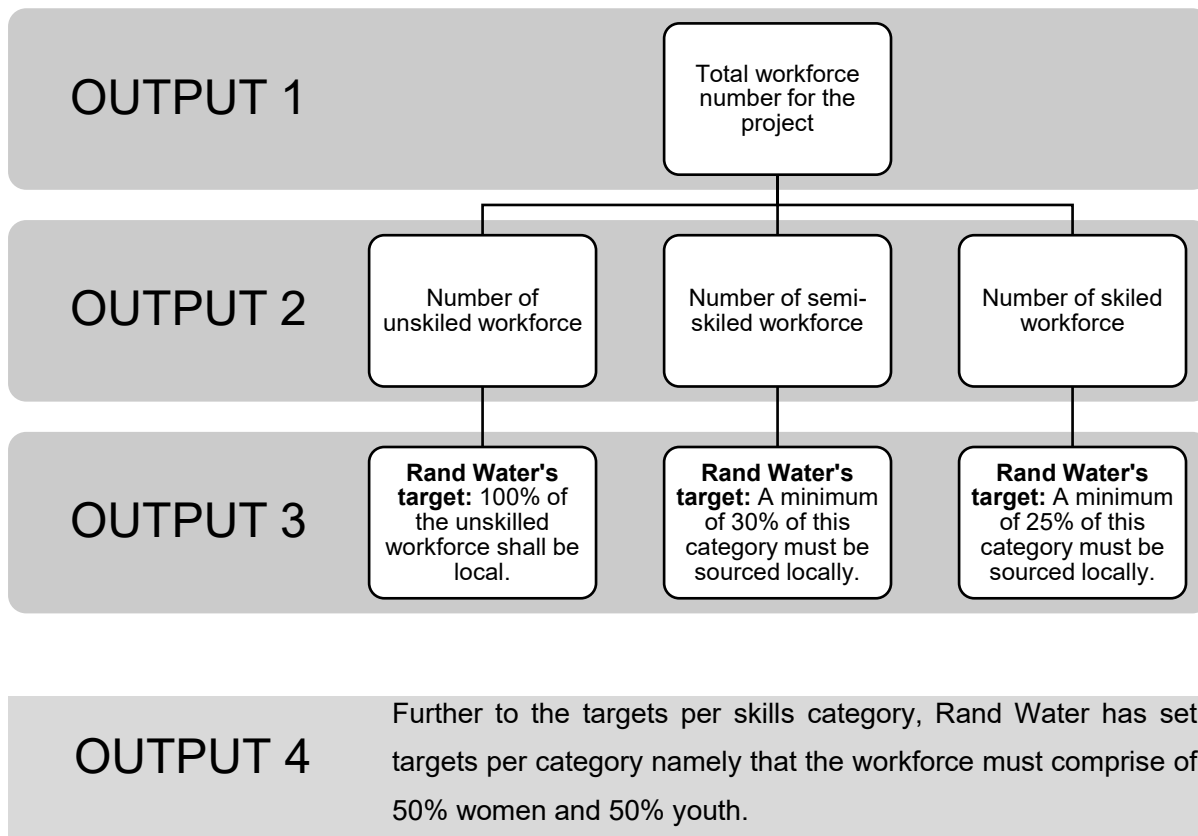 OUTPUT 1
Total workforce
number for the
project
OUTPUT 2
Number of
unskiled workforce
Number of semi-
skiled workforce
Number of skiled
workforce
OUTPUT 3
Rand Water's
target: 100% of
the unskilled
workforce shall be
local.
Rand Water's
target: A minimum
of 30% of this
category must be
sourced locally.
Rand Water's
target: A minimum
of 25% of this
category must be
sourced locally.
OUTPUT 4
Further to the targets per skills category, Rand Water has set
targets per category namely that the workforce must comprise of
50% women and 50% youth.